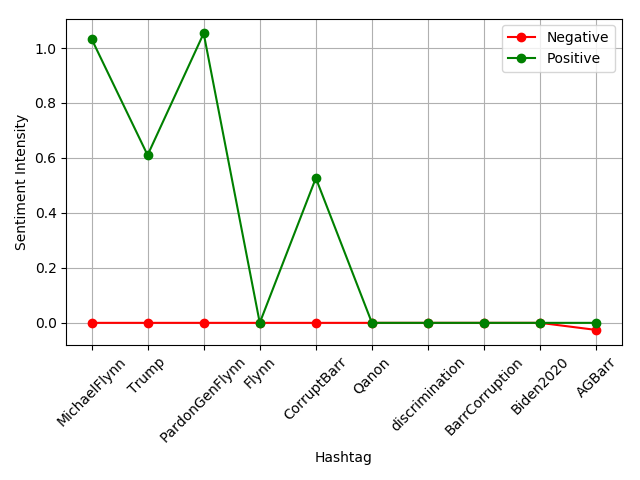 Negative
Positive
1.0
0.8
0.6
0.4
0.2
0.0
Sentiment Intensity
MichaelFlynn
Trump
PardonGenFlynn
Flynn
CorruptBarr
Qanon
discrimination
BarrCorruption
Biden2020
AGBarr
Hashtag